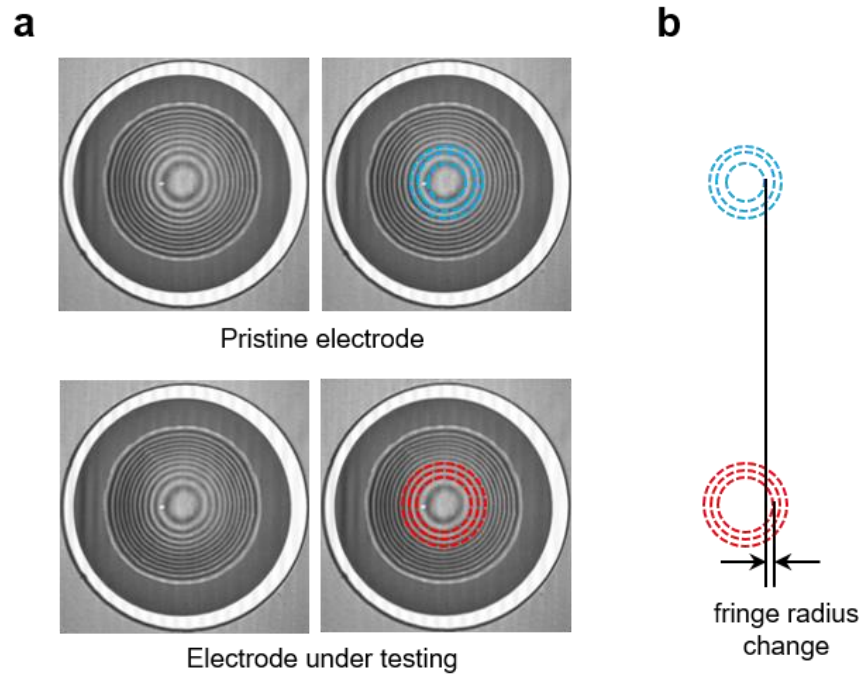 a
b
Pristine electrode
Electrode under testing
fringe radius
change